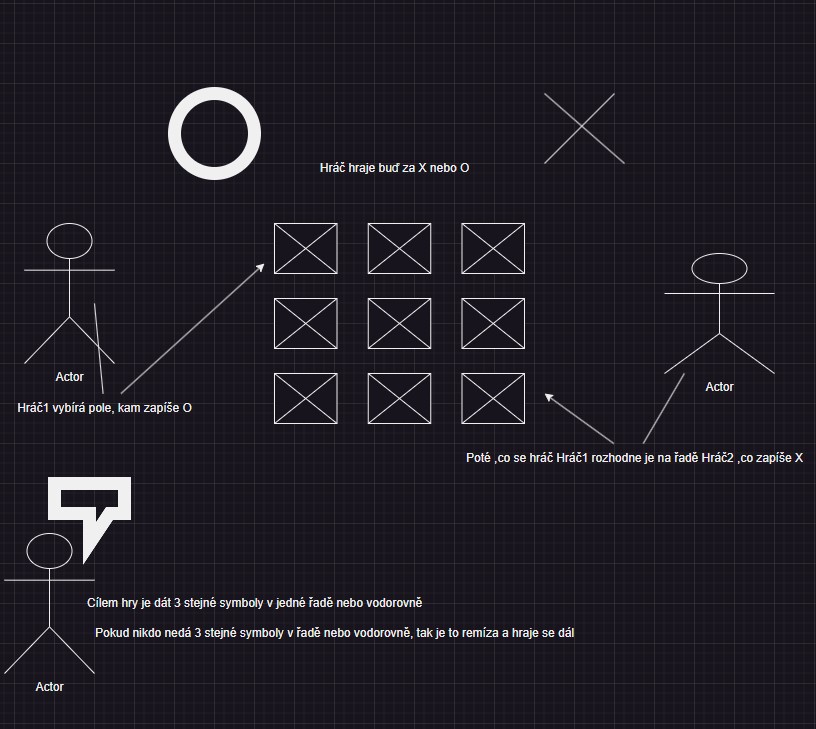 Hráč hraje buď za X nebo O
Actor
Actor
Hráč1 vybírá pole, kam zapíše O
Poté ,co se hráč Hráč1 rozhodne je na řadě Hráč2 ,co zapíše X
Cílem hry je dát 3 stejné symboly v jedné řadě nebo vodorovně
Pokud nikdo nedá 3 stejné symboly v řadě nebo vodorovně, tak je to remíza a hraje se dál
Actor